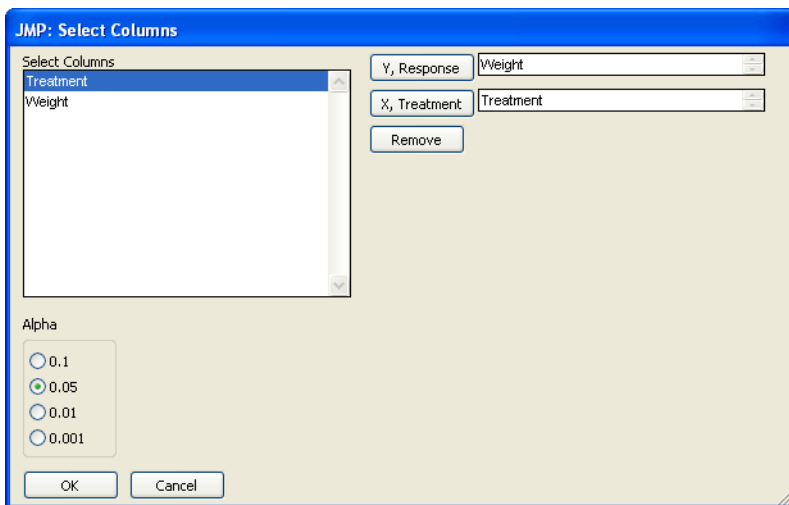 JMP: Select Columns
Select Columns
Treatment
Weight
Y, Response
Weight
X, Treatment
Treatment
Remove
Alpha
0.1
0.05
0.01
0.001
OK
Cancel